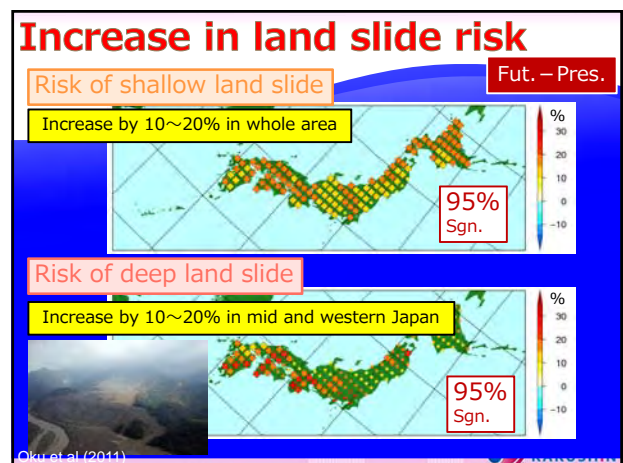 Increase in land slide risk
Fut.－Pres.
Risk of shallow land slide
Increase by 10～20% in whole area
%
30
20
10
0
-10
95%
Sgn.
Risk of deep land slide
Increase by 10～20% in mid and western Japan
%
30
20
10
0
-10
95%
Sgn.
Oku et al (2011)
KAKUSHIN